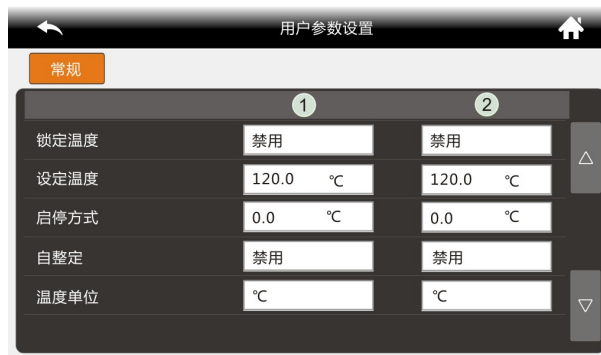 用户参数设置
常规
1 2
锁定温度 禁用 禁用
设定温度 120.0 ℃ 120.0 ℃
启停方式 0.0 ℃ 0.0 ℃
自整定 禁用 禁用
温度单位 ℃ ℃